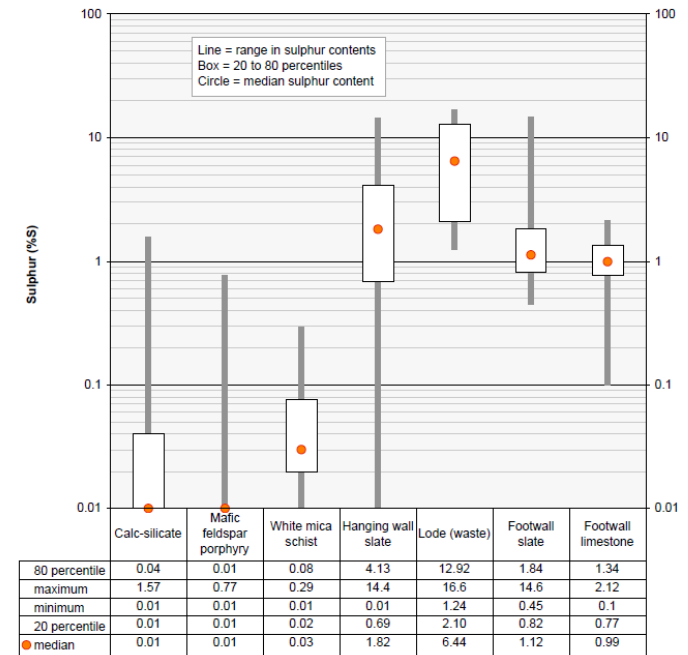 100 100
Line = range in sulphur contents
Box = 20 to 80 percentiles
Circle = median sulphur content
10 10
Sulphur (%S)
1 1
0.1 0.1
0.01 0.01
Calc-silicate Mafic feldspar porphyry White mica schist Hanging wall slate Lode (waste) Footwall slate Footwall limestone
80 percentile 0.04 0.01 0.08 4.13 12.92 1.84 1.34
maximum 1.57 0.77 0.29 14.4 16.6 14.6 2.12
minimum 0.01 0.01 0.01 0.01 1.24 0.45 0.1
20 percentile 0.01 0.01 0.02 0.69 2.10 0.82 0.77
median 0.01 0.01 0.03 1.82 6.44 1.12 0.99